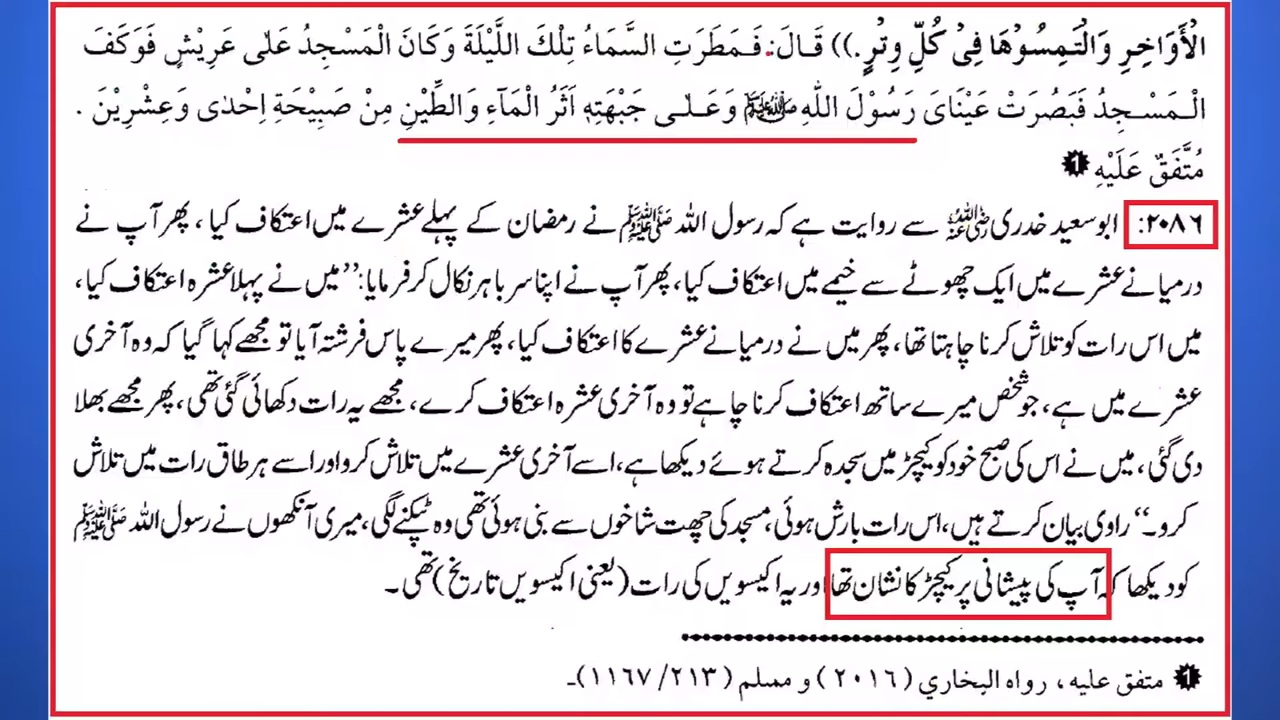 الْأَوَاخِرِ وَالْتَمِسُوْهَا فِيْ كُلِّ وِتْرٍ.)) قَالَ: فَمَطَرَتِ السَّمَاءُ تِلْكَ اللَّيْلَةَ وَكَانَ الْمَسْجِدُ عَلٰى عَرِيْشٍ فَوَكَفَ
الْمَسْجِدُ فَبَصُرَتْ عَيْنَايَ رَسُوْلَ اللّٰهِ ﷺ وَعَلٰى جَبْهَتِهٖ اَثَرُ الْمَآءِ وَالطِّيْنِ مِنْ صَبِيْحَةِ اِحْدٰى وَعِشْرِيْنَ .
مُتَّفَقٌ عَلَيْهِ ❶
۲۰۸۶: ابوسعید خدری رضی اللہ عنہ سے روایت ہے کہ رسول اللہ ﷺ نے رمضان کے پہلے عشرے میں اعتکاف کیا، پھر آپ نے
درمیانے عشرے میں ایک چھوٹے سے خیمے میں اعتکاف کیا، پھر آپ نے اپنا سر باہر نکال کر فرمایا: ’’میں نے پہلا عشرہ اعتکاف کیا،
میں اس رات کو تلاش کرنا چاہتا تھا، پھر میں نے درمیانے عشرے کا اعتکاف کیا، پھر میرے پاس فرشتہ آیا تو مجھے کہا گیا کہ وہ آخری
عشرے میں ہے، جو شخص میرے ساتھ اعتکاف کرنا چاہے تو وہ آخری عشرہ اعتکاف کرے، مجھے یہ رات دکھائی گئی تھی، پھر مجھے بھلا
دی گئی، میں نے اس کی صبح خود کو کیچڑ میں سجدہ کرتے ہوئے دیکھا ہے، اسے آخری عشرے میں تلاش کرو اور اسے ہر طاق رات میں تلاش
کرو۔‘‘ راوی بیان کرتے ہیں، اس رات بارش ہوئی، مسجد کی چھت شاخوں سے بنی ہوئی تھی وہ ٹپکنے لگی، میری آنکھوں نے رسول اللہ ﷺ
کو دیکھا کہ آپ کی پیشانی پر کیچڑ کا نشان تھا اور یہ اکیسویں کی رات (یعنی اکیسویں تاریخ) تھی۔
❶ متفق عليه، رواه البخاري (٢٠١٦) و مسلم (٢١٣/ ١١٦٧)۔